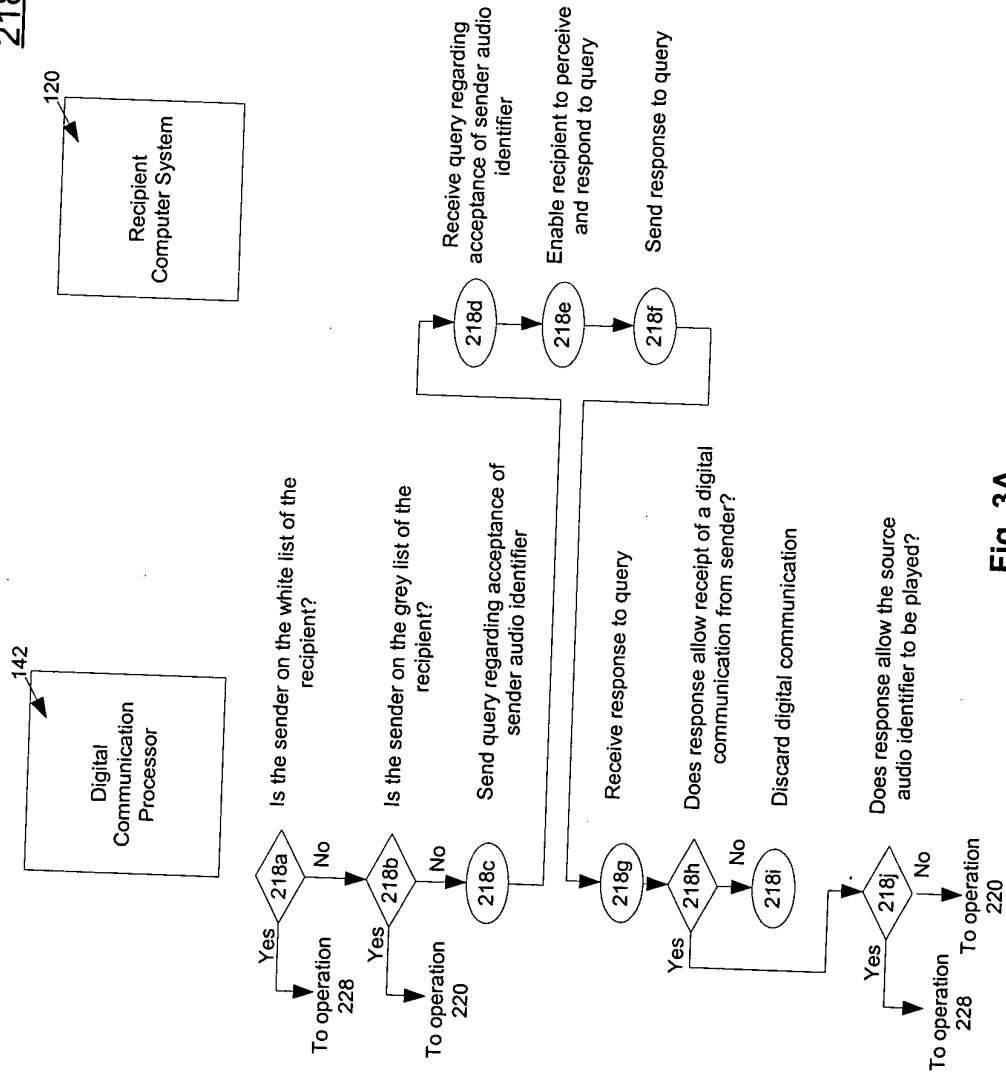 218
142
Digital
Communication
Processor
120
Recipient
Computer System
218a
Is the sender on the white list of the
recipient?
Yes
No
To operation
228
218b
Is the sender on the grey list of the
recipient?
Yes
No
To operation
220
218c
Send query regarding acceptance of
sender audio identifier
218d
Receive query regarding
acceptance of sender audio
identifier
218e
Enable recipient to perceive
and respond to query
218f
Send response to query
218g
Receive response to query
218h
Does response allow receipt of a digital
communication from sender?
Yes
No
218i
Discard digital communication
218j
Does response allow the source
audio identifier to be played?
Yes
No
To operation
228
To operation
220
Fig. 3A